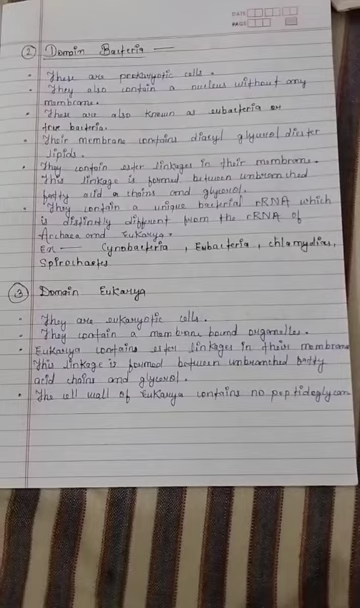 DATE
PAGE
② Domain Bacteria —
• These are prokaryotic cells.
• They also contain a nucleus without any
membrane.
• These are also known as eubacteria or
true bacteria.
• Their membrane contains diacyl glycerol diester
lipids.
• They contain ester linkages in their membrane.
This linkage is formed between unbranched
fatty acid chains and glycerol.
• They contain a unique bacterial rRNA which
is distinctly different from the rRNA of
Archaea and Eukarya.
Ex — Cynobacteria, Eubacteria, chlamydias,
Spirochaetes
③ Domain Eukarya
• They are eukaryotic cells.
• They contain a membrane bound organelles.
• Eukarya contains ester linkages in their membrane
This linkage is formed between unbranched fatty
acid chains and glycerol.
• The cell wall of Eukarya contains no peptidoglycan